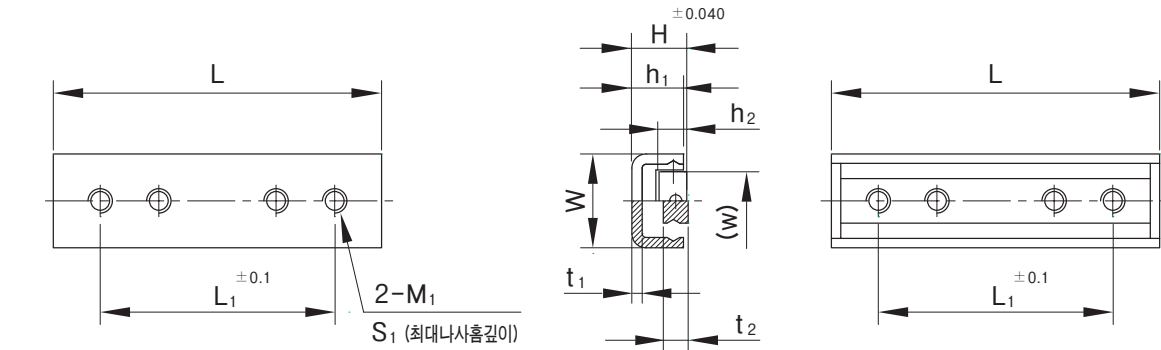 L
L₁ ±0.1
2-M₁
S₁ (최대나사홈깊이)
H ±0.040
h₁
h₂
W
(w)
t₁
t₂
L
L₁ ±0.1